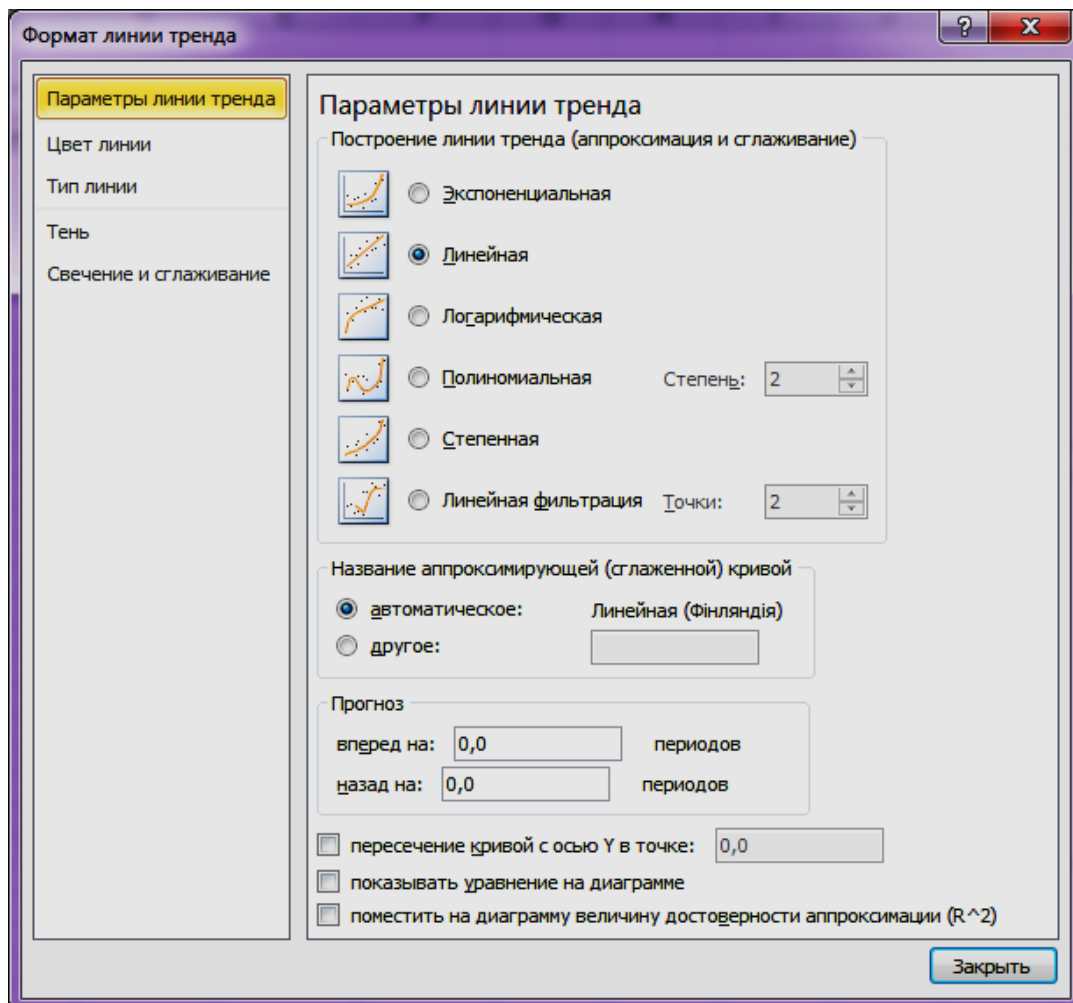 Формат линии тренда
Параметры линии тренда
Цвет линии
Тип линии
Тень
Свечение и сглаживание
Параметры линии тренда
Построение линии тренда (аппроксимация и сглаживание)
Экспоненциальная
Линейная
Логарифмическая
Полиномиальная Степень: 2
Степенная
Линейная фильтрация Точки: 2
Название аппроксимирующей (сглаженной) кривой
автоматическое: Линейная (Фінляндія)
другое:
Прогноз
вперед на: 0,0 периодов
назад на: 0,0 периодов
пересечение кривой с осью Y в точке: 0,0
показывать уравнение на диаграмме
поместить на диаграмму величину достоверности аппроксимации (R^2)
Закрыть